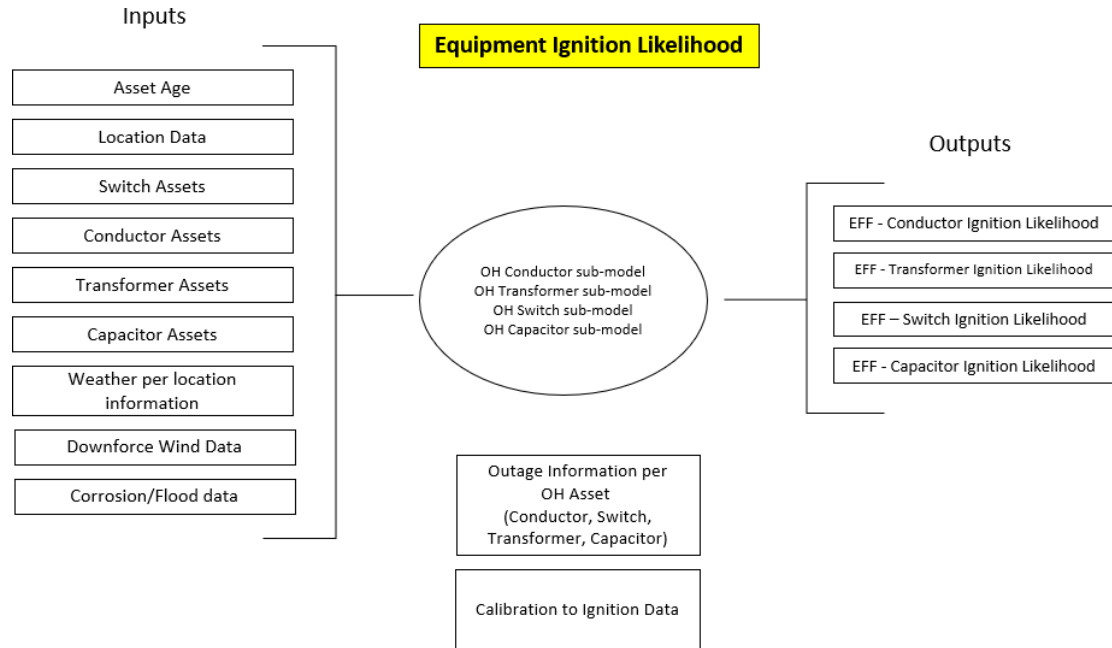 Inputs
Equipment Ignition Likelihood
Asset Age
Location Data
Switch Assets
Conductor Assets
Transformer Assets
Capacitor Assets
Weather per location
information
Downforce Wind Data
Corrosion/Flood data
OH Conductor sub-model
OH Transformer sub-model
OH Switch sub-model
OH Capacitor sub-model
Outage Information per
OH Asset
(Conductor, Switch,
Transformer, Capacitor)
Calibration to Ignition Data
Outputs
EFF - Conductor Ignition Likelihood
EFF - Transformer Ignition Likelihood
EFF – Switch Ignition Likelihood
EFF - Capacitor Ignition Likelihood